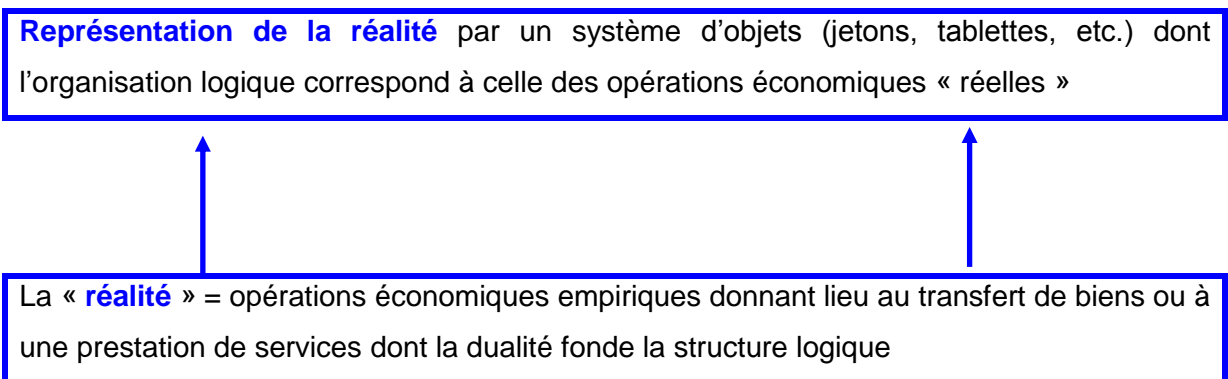 Représentation de la réalité par un système d’objets (jetons, tablettes, etc.) dont
l’organisation logique correspond à celle des opérations économiques « réelles »
La « réalité » = opérations économiques empiriques donnant lieu au transfert de biens ou à
une prestation de services dont la dualité fonde la structure logique